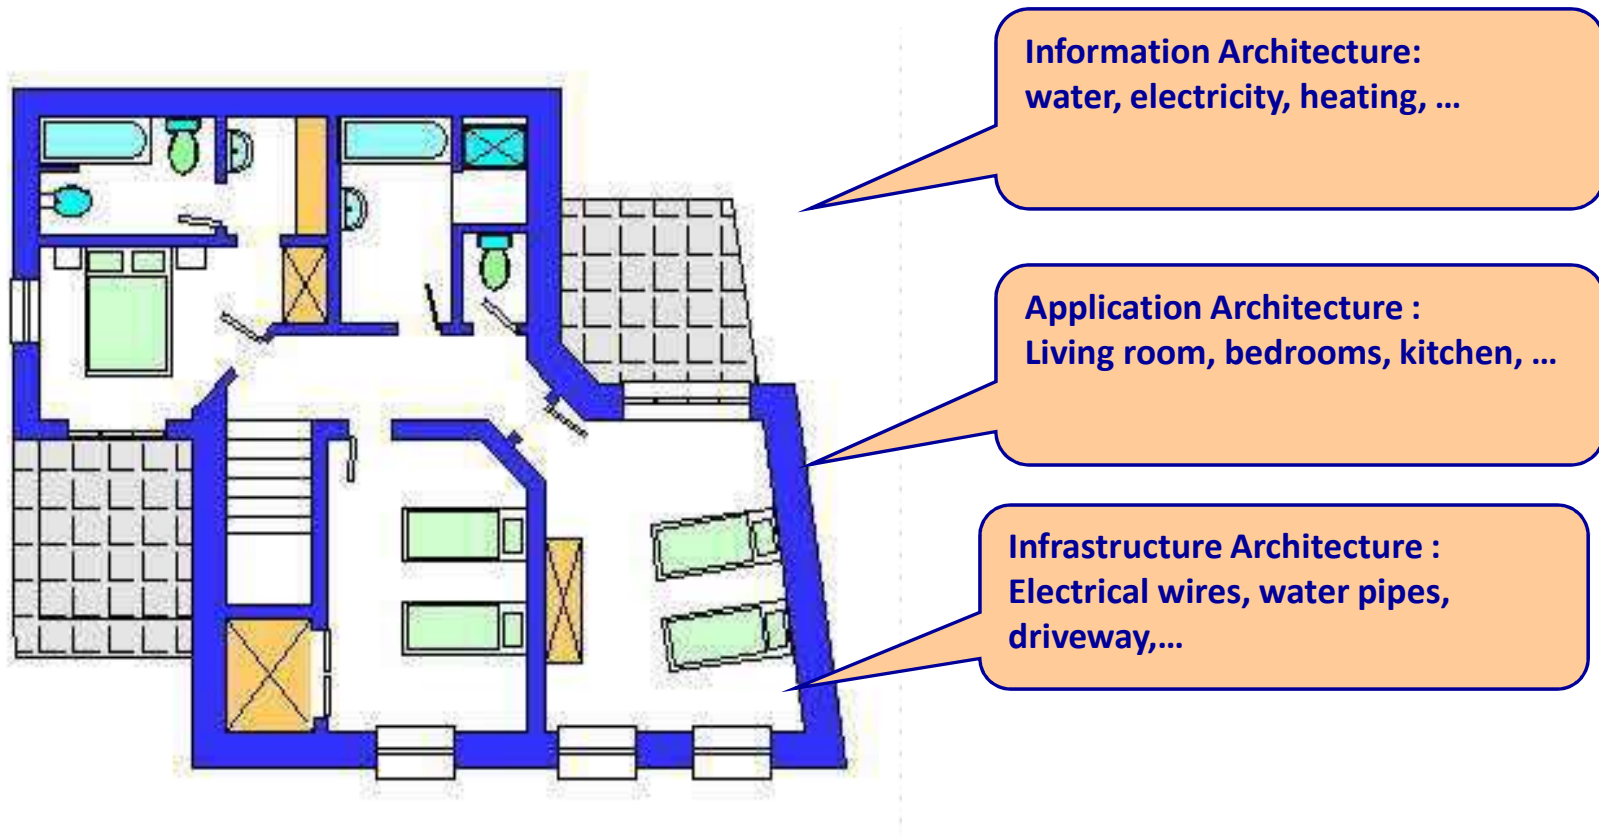 Information Architecture:
water, electricity, heating, ...
Application Architecture :
Living room, bedrooms, kitchen, ...
Infrastructure Architecture :
Electrical wires, water pipes,
driveway,...